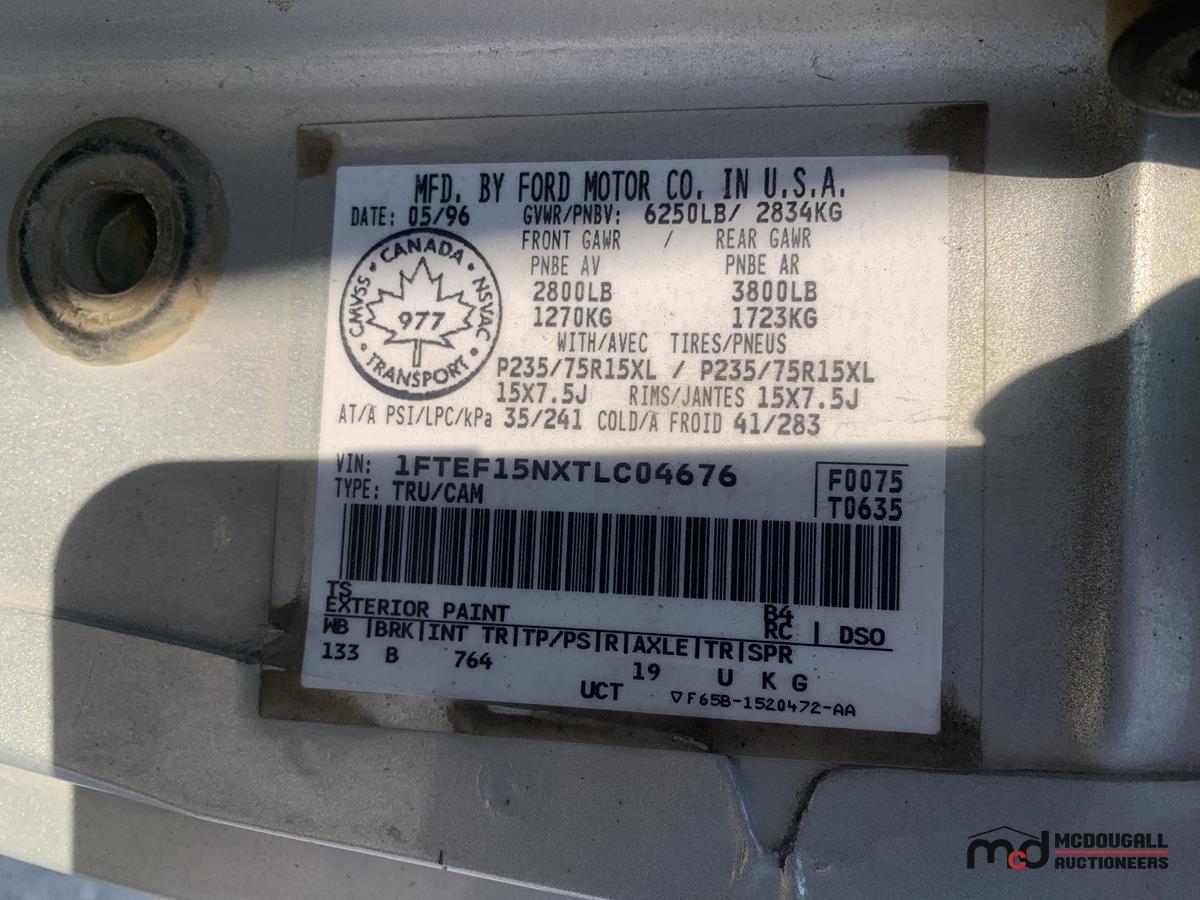 MFD. BY FORD MOTOR CO. IN U.S.A.
DATE: 05/96 GVWR/PNBV: 6250LB/ 2834KG
FRONT GAWR / REAR GAWR
PNBE AV PNBE AR
2800LB 3800LB
1270KG 1723KG
CANADA
CMVSS 977 NSVAC
TRANSPORT
WITH/AVEC TIRES/PNEUS
P235/75R15XL / P235/75R15XL
15X7.5J RIMS/JANTES 15X7.5J
AT/A PSI/LPC/kPa 35/241 COLD/A FROID 41/283
VIN: 1FTEF15NXTLC04676 F0075
TYPE: TRU/CAM T0635
TS B4
EXTERIOR PAINT RC | DSO
WB |BRK|INT TR|TP/PS|R|AXLE|TR|SPR
133 B 764 19 U K G
UCT ▽F65B-1520472-AA
mcd MCDOUGALL
AUCTIONEERS